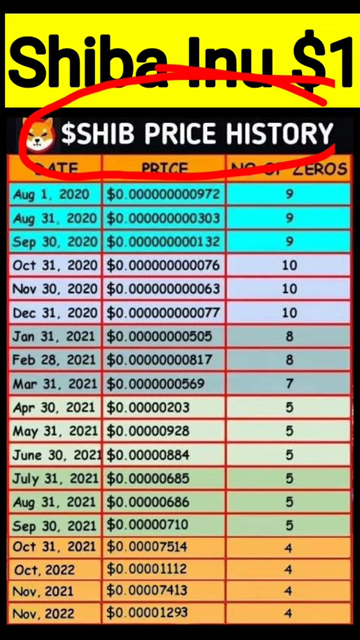 Shiba Inu $1
$SHIB PRICE HISTORY
DATE PRICE NO OF ZEROS
Aug 1, 2020 $0.000000000972 9
Aug 31, 2020 $0.000000000303 9
Sep 30, 2020 $0.000000000132 9
Oct 31, 2020 $0.000000000076 10
Nov 30, 2020 $0.000000000063 10
Dec 31, 2020 $0.000000000077 10
Jan 31, 2021 $0.00000000505 8
Feb 28, 2021 $0.00000000817 8
Mar 31, 2021 $0.0000000569 7
Apr 30, 2021 $0.00000203 5
May 31, 2021 $0.00000928 5
June 30, 2021 $0.00000884 5
July 31, 2021 $0.00000685 5
Aug 31, 2021 $0.00000686 5
Sep 30, 2021 $0.00000710 5
Oct 31, 2021 $0.00007514 4
Oct, 2022 $0.00001112 4
Nov, 2021 $0.00007413 4
Nov, 2022 $0.00001293 4